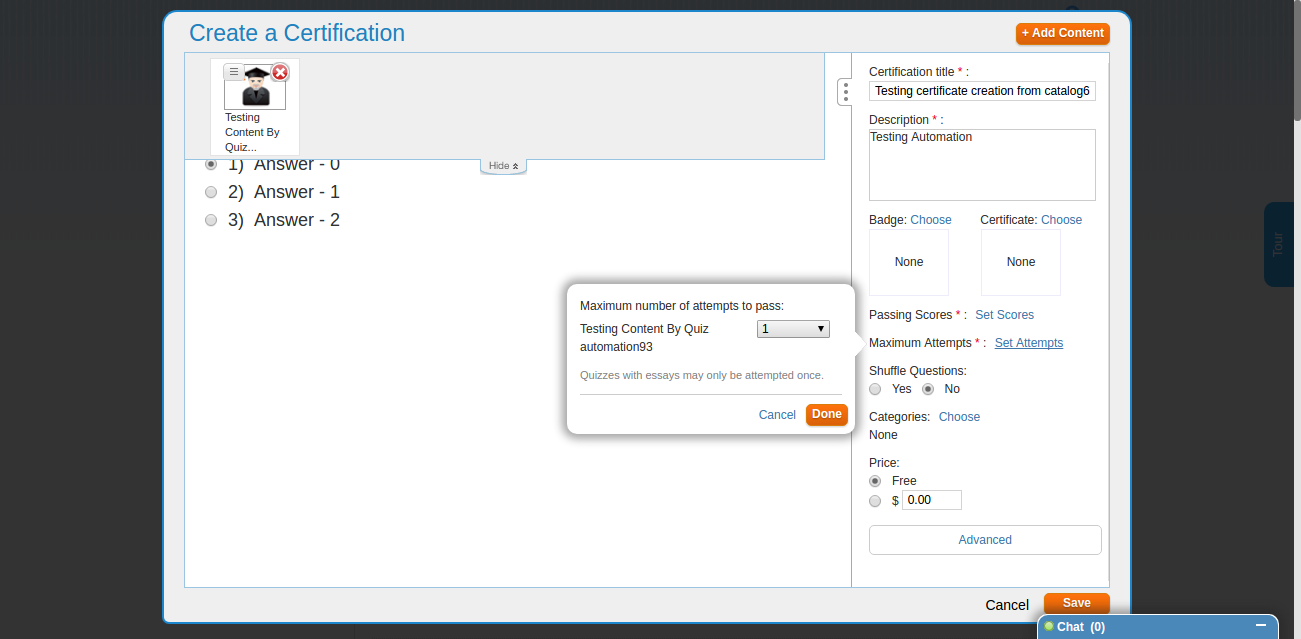 Create a Certification
+ Add Content
Testing
Content By
Quiz...
Hide
1) Answer - 0
2) Answer - 1
3) Answer - 2
Certification title * :
Testing certificate creation from catalog6
Description * :
Testing Automation
Badge: Choose
Certificate: Choose
None
None
Passing Scores * : Set Scores
Maximum Attempts * : Set Attempts
Shuffle Questions:
Yes No
Categories: Choose
None
Price:
Free
$ 0.00
Advanced
Maximum number of attempts to pass:
Testing Content By Quiz
automation93
1
Quizzes with essays may only be attempted once.
Cancel Done
Tour
Cancel Save
Chat (0)